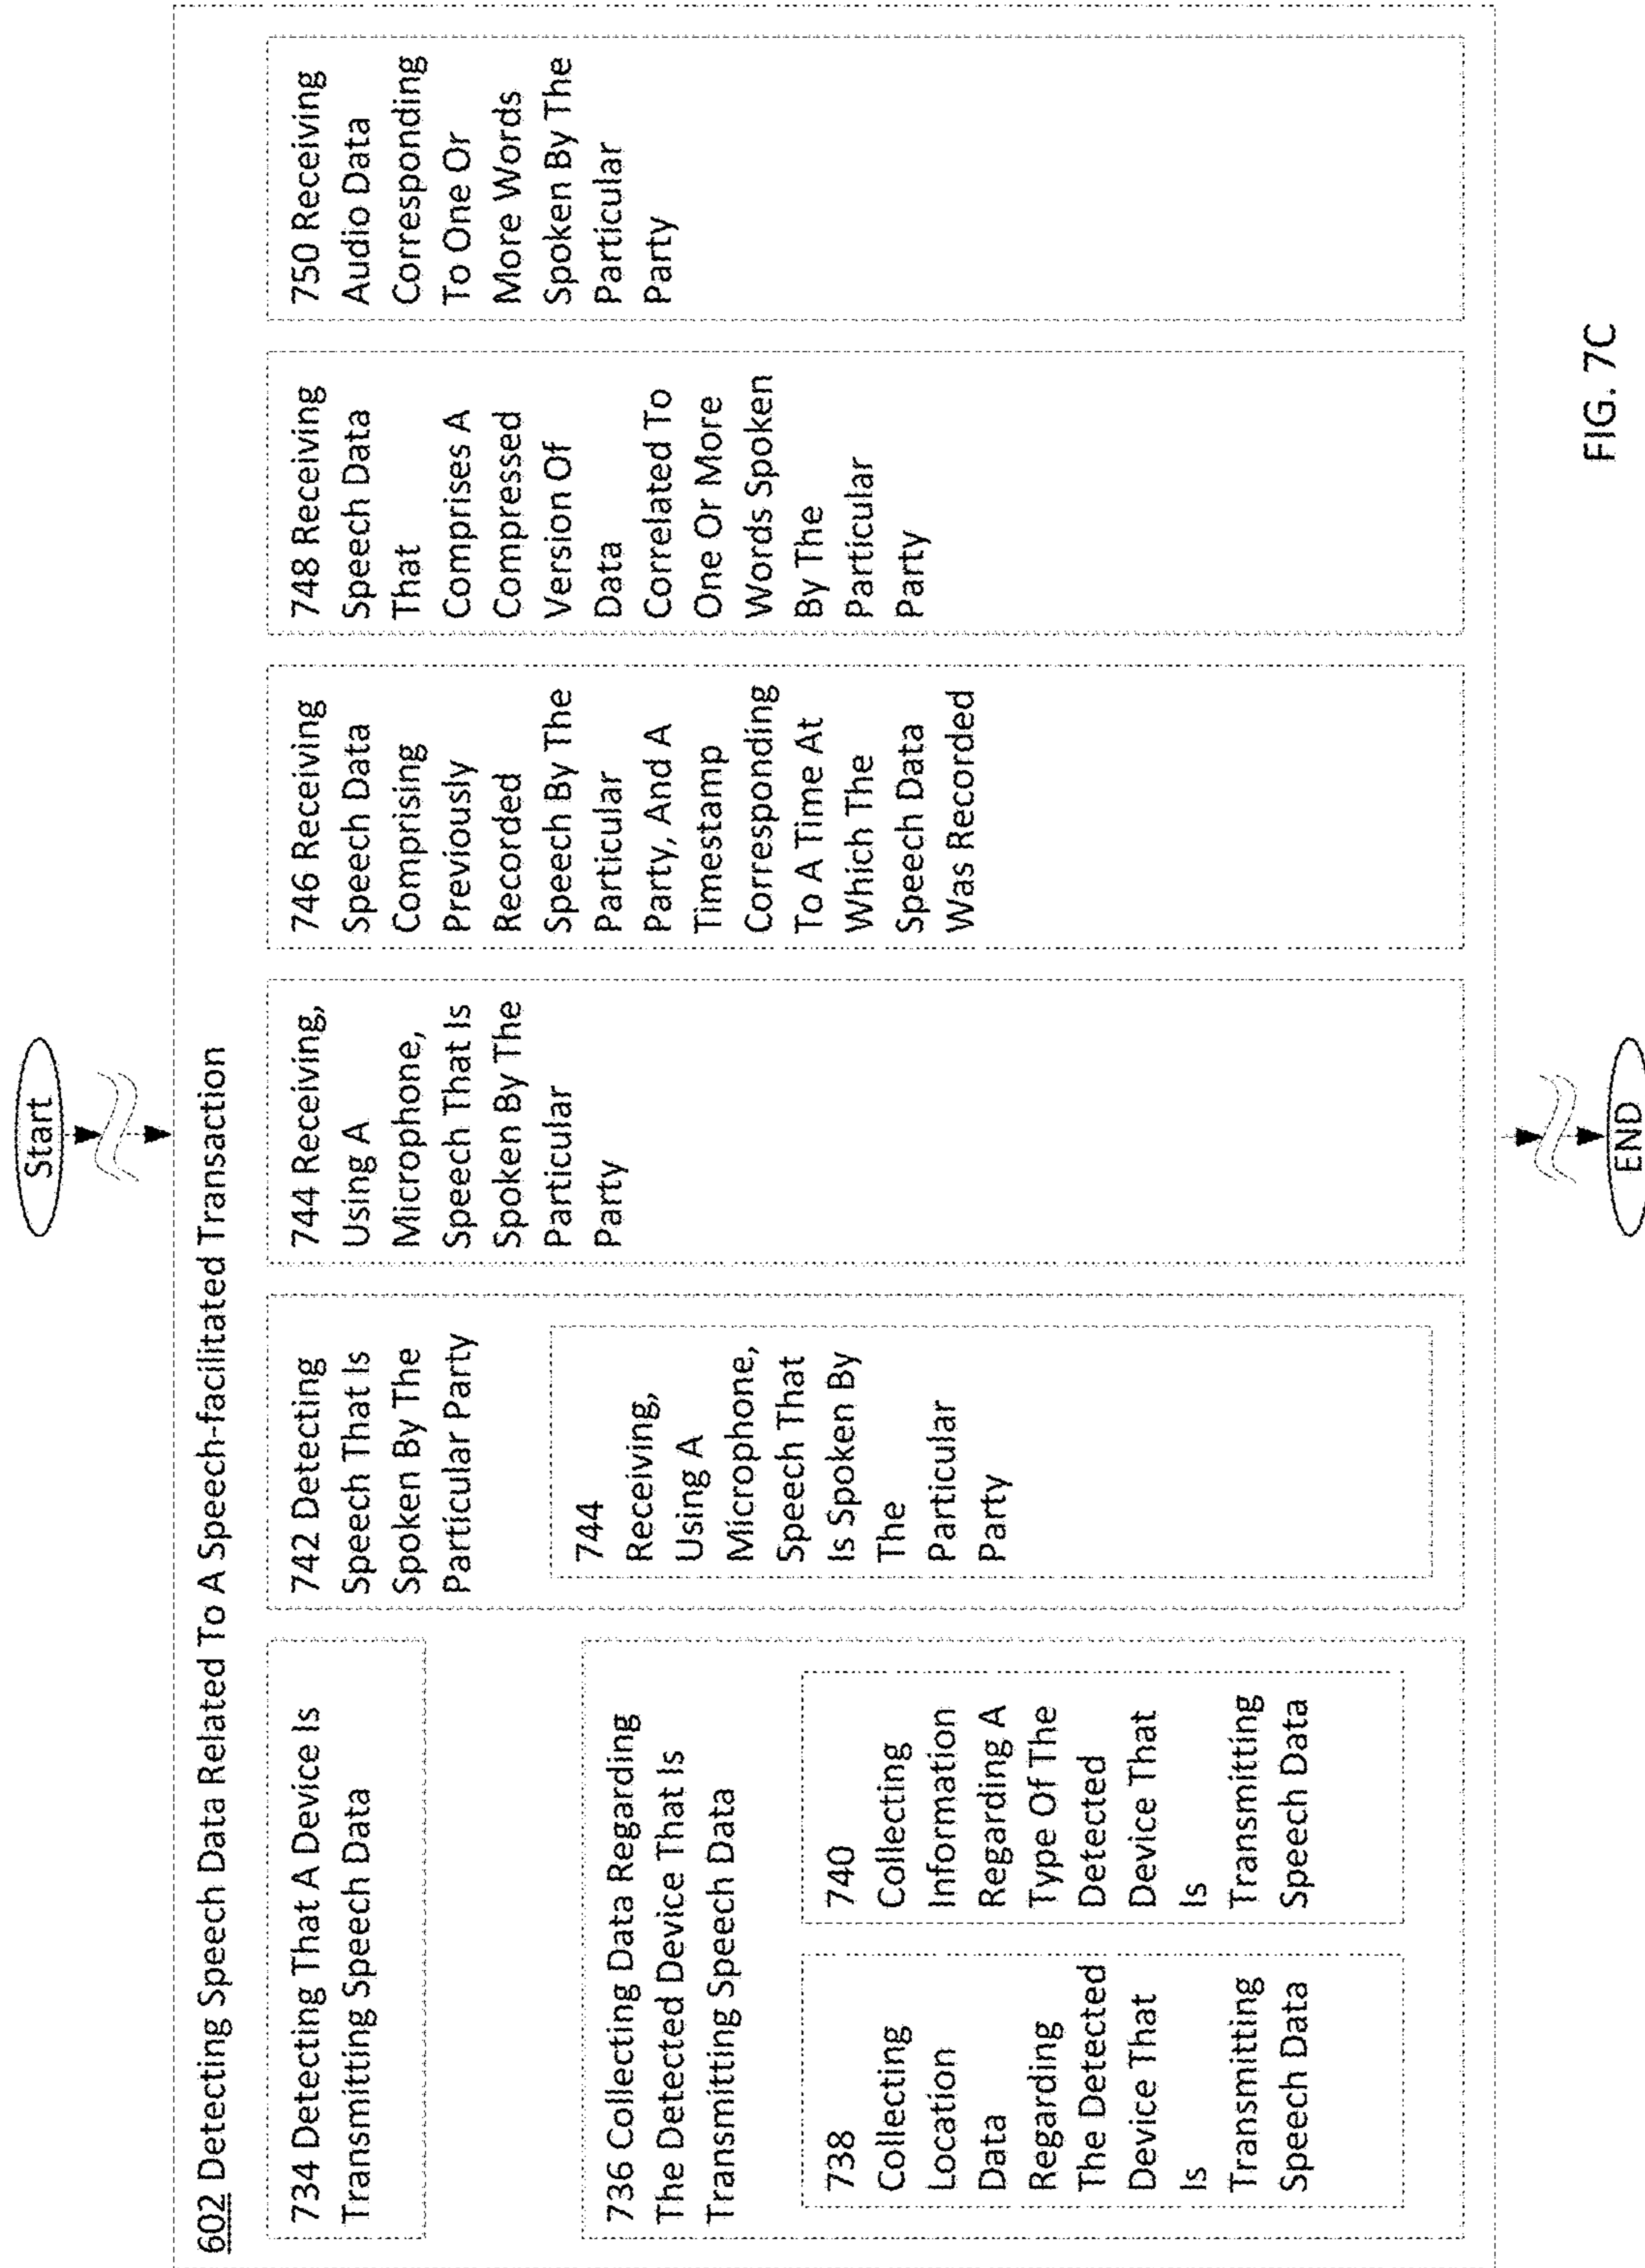 Start
602 Detecting Speech Data Related To A Speech-facilitated Transaction
734 Detecting That A Device Is
Transmitting Speech Data
736 Collecting Data Regarding
The Detected Device That Is
Transmitting Speech Data
738
Collecting
Location
Data
Regarding
The Detected
Device That
Is
Transmitting
Speech Data
740
Collecting
Information
Regarding A
Type Of The
Detected
Device That
Is
Transmitting
Speech Data
742 Detecting
Speech That Is
Spoken By The
Particular Party
744
Receiving,
Using A
Microphone,
Speech That
Is Spoken By
The
Particular
Party
744 Receiving,
Using A
Microphone,
Speech That Is
Spoken By The
Particular
Party
746 Receiving
Speech Data
Comprising
Previously
Recorded
Speech By The
Particular
Party, And A
Timestamp
Corresponding
To A Time At
Which The
Speech Data
Was Recorded
748 Receiving
Speech Data
That
Comprises A
Compressed
Version Of
Data
Correlated To
One Or More
Words Spoken
By The
Particular
Party
750 Receiving
Audio Data
Corresponding
To One Or
More Words
Spoken By The
Particular
Party
END
FIG. 7C